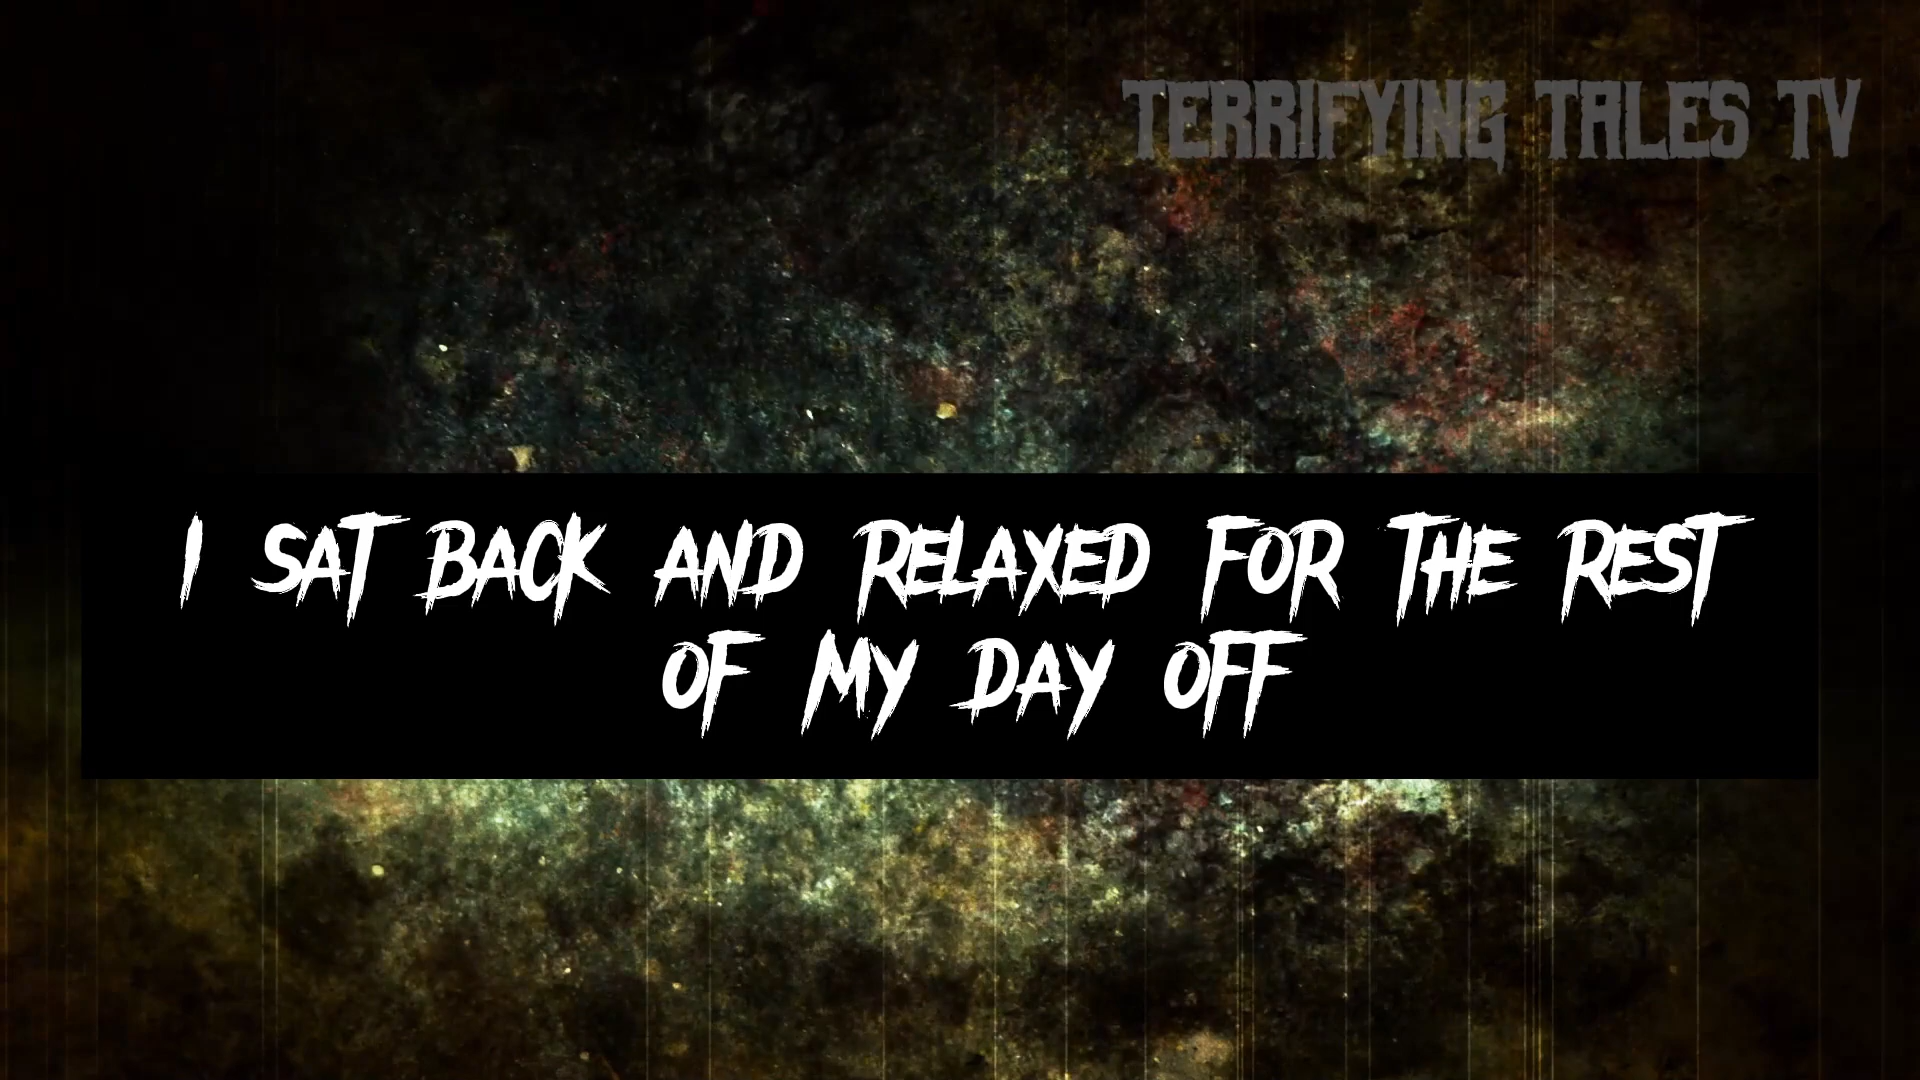 TERRIFYING TALES TV
I SAT BACK AND RELAXED FOR THE REST
OF MY DAY OFF